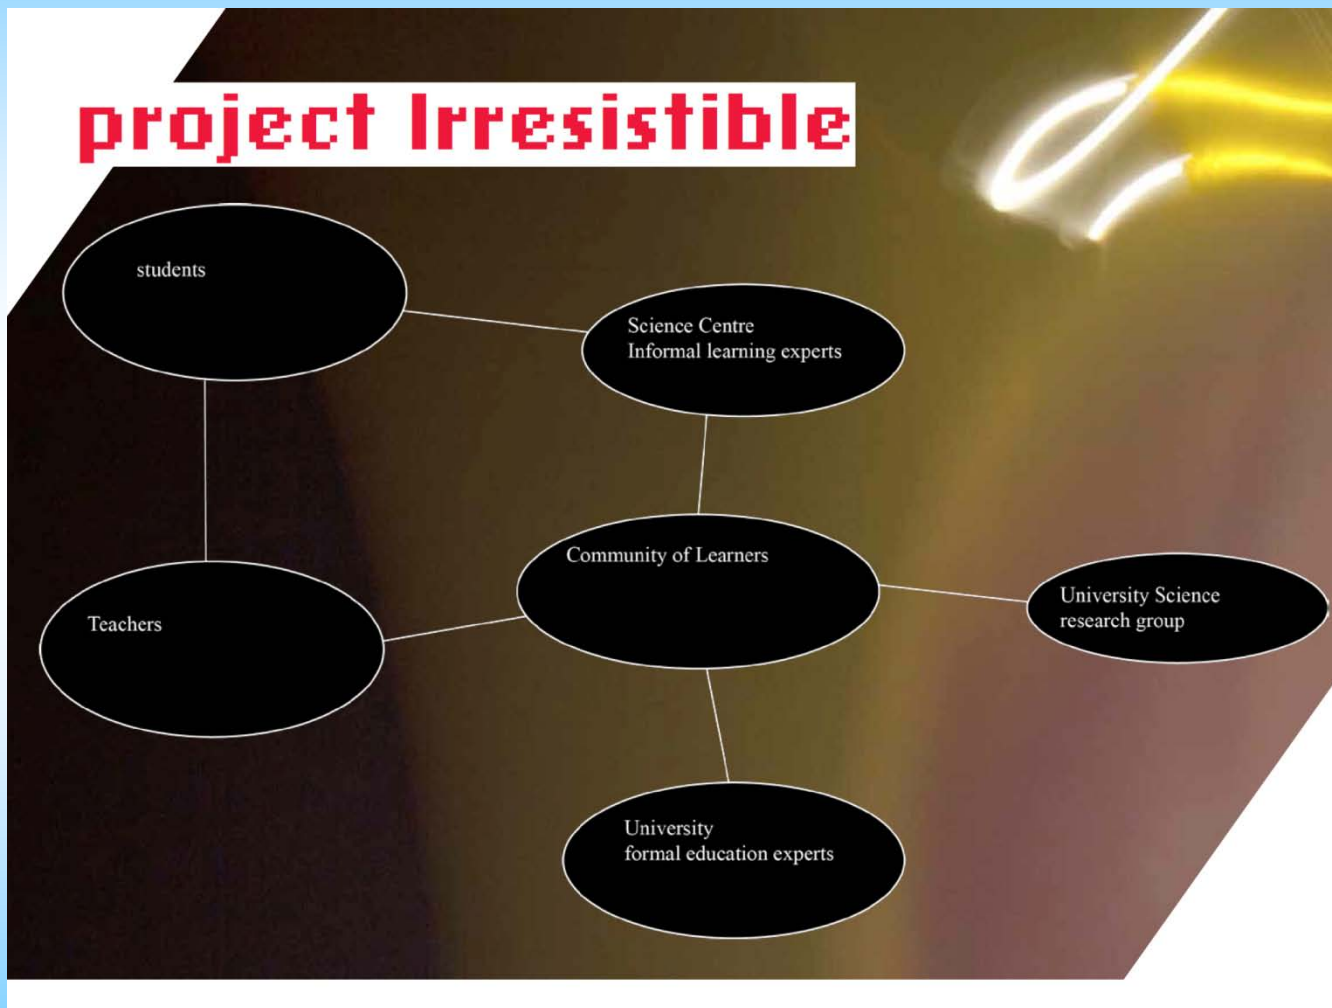 project Irresistible
students
Science Centre
Informal learning experts
Community of Learners
University Science
research group
Teachers
University
formal education experts